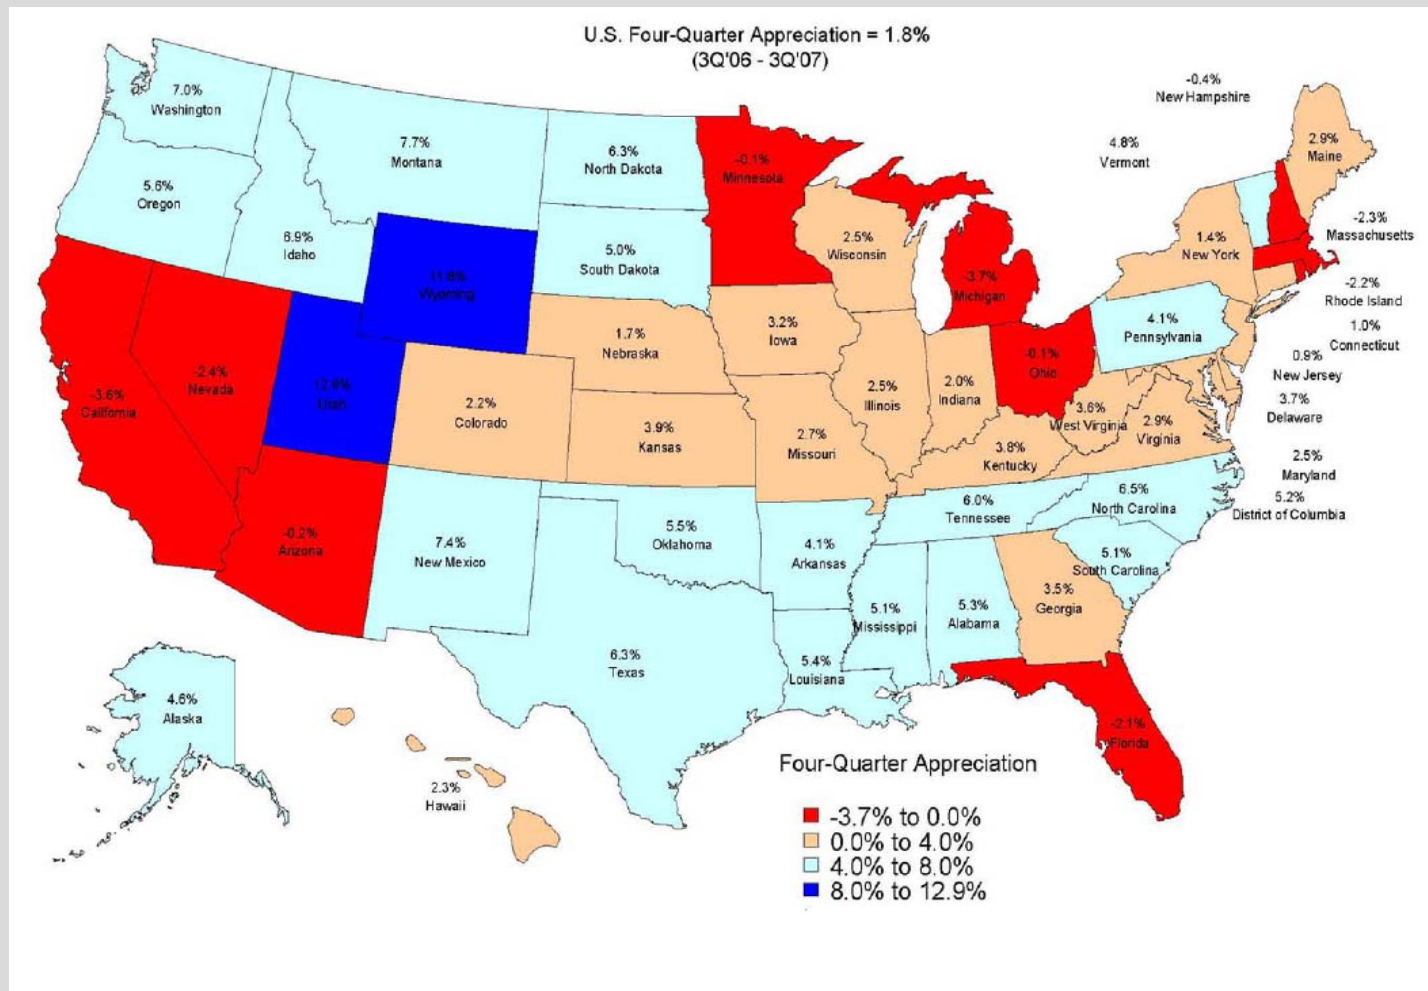 U.S. Four-Quarter Appreciation = 1.8%
(3Q'06 - 3Q'07)
-0.4%
New Hampshire
7.0%
Washington
4.8%
Vermont
2.9%
Maine
7.7%
Montana
6.3%
North Dakota
-0.1%
Minnesota
5.6%
Oregon
6.9%
Idaho
5.0%
South Dakota
2.5%
Wisconsin
1.4%
New York
-2.3%
Massachusetts
11.8%
Wyoming
-3.7%
Michigan
-2.2%
Rhode Island
1.7%
Nebraska
3.2%
Iowa
4.1%
Pennsylvania
1.0%
Connecticut
-3.6%
California
-2.4%
Nevada
12.9%
Utah
2.2%
Colorado
3.9%
Kansas
2.7%
Missouri
2.5%
Illinois
2.0%
Indiana
-0.1%
Ohio
0.9%
New Jersey
3.7%
Delaware
3.6%
West Virginia
2.9%
Virginia
3.8%
Kentucky
2.5%
Maryland
5.2%
District of Columbia
-0.2%
Arizona
7.4%
New Mexico
5.5%
Oklahoma
4.1%
Arkansas
6.0%
Tennessee
6.5%
North Carolina
5.1%
South Carolina
6.3%
Texas
5.4%
Louisiana
5.1%
Mississippi
5.3%
Alabama
3.5%
Georgia
-2.1%
Florida
4.6%
Alaska
2.3%
Hawaii
Four-Quarter Appreciation
-3.7% to 0.0%
0.0% to 4.0%
4.0% to 8.0%
8.0% to 12.9%